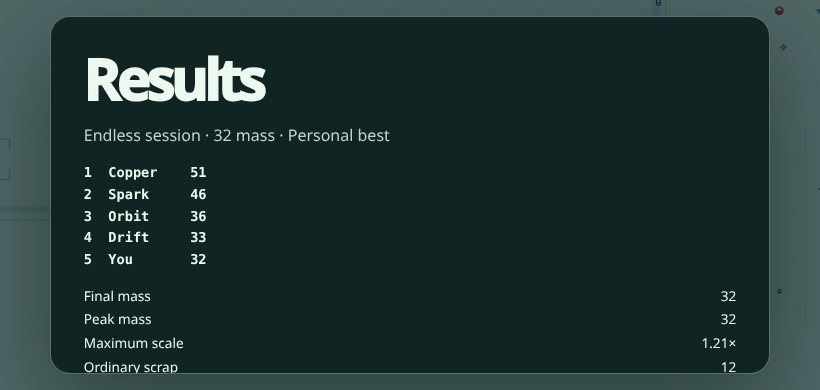 Results
Endless session · 32 mass · Personal best
1 Copper 51
2 Spark 46
3 Orbit 36
4 Drift 33
5 You 32
Final mass 32
Peak mass 32
Maximum scale 1.21×
Ordinary scrap 12